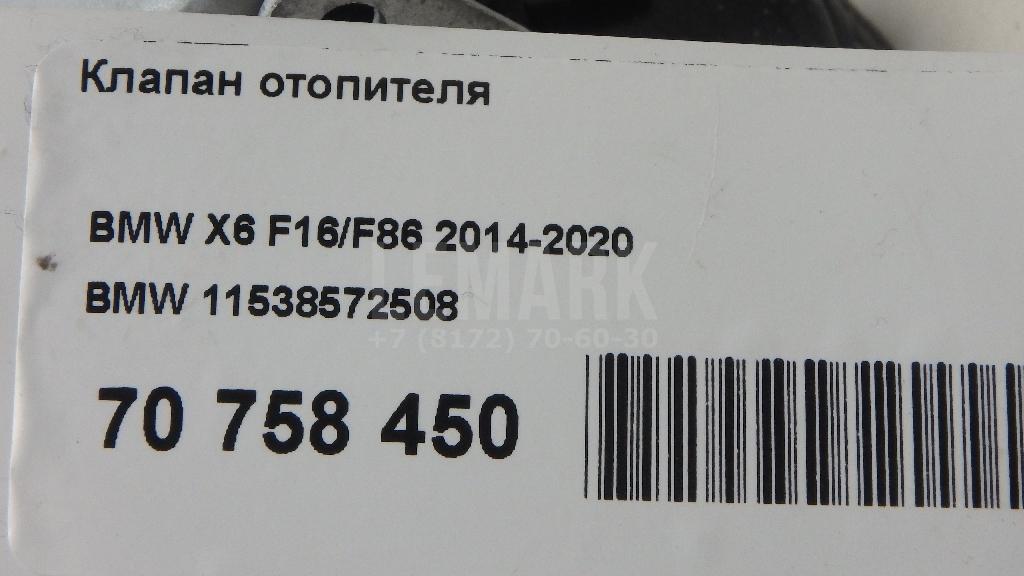 Клапан отопителя
BMW X6 F16/F86 2014-2020
LEMARK
BMW 11538572508
+7 (8172) 70-60-30
70 758 450